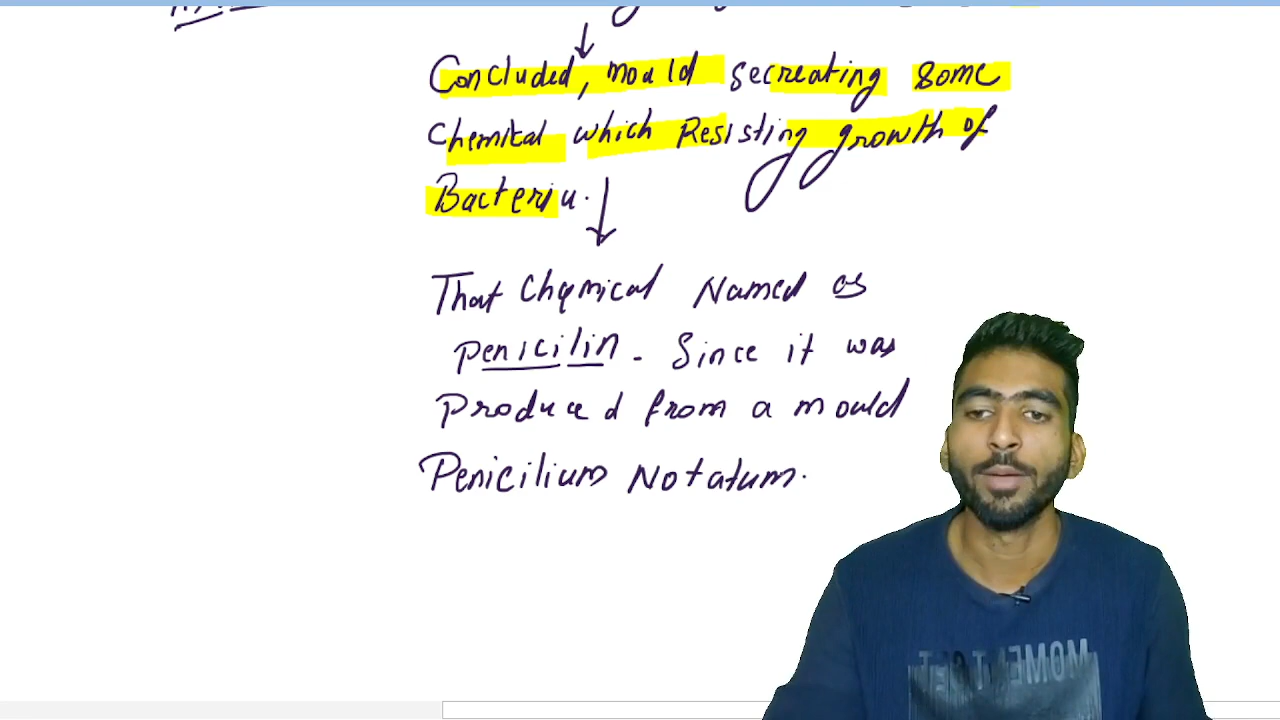 Concluded, mould secreating some
chemical which Resisting growth of
Bacteria.
That Chemical Named as
Penicilin. Since it was
Produced from a mould
Penicilium Notatum.